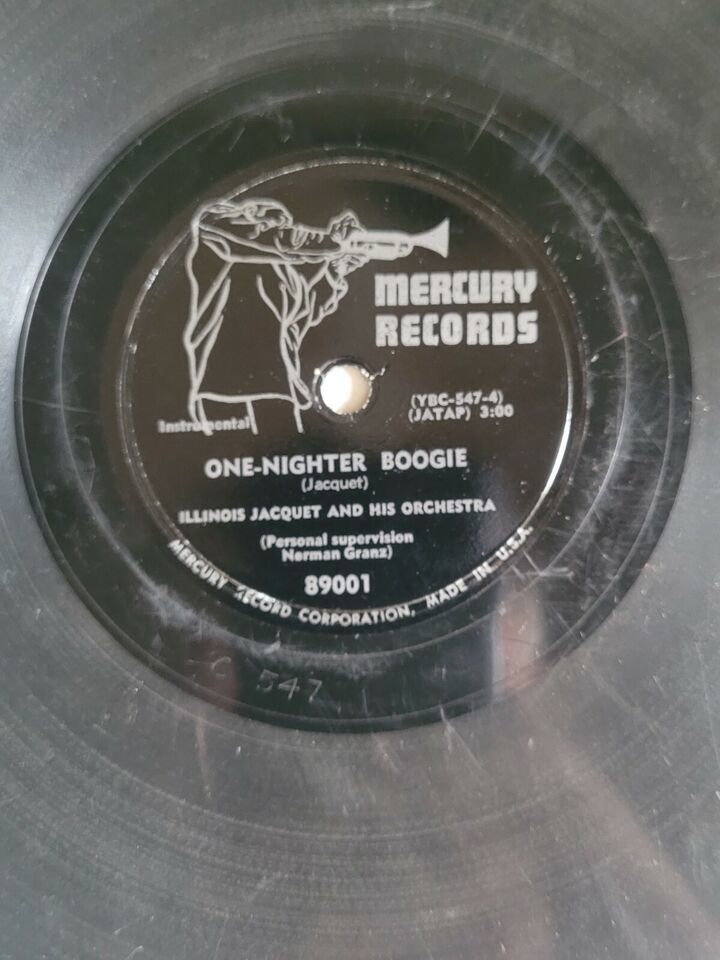 MERCURY
RECORDS
(YBC-547-4)
(JATAP) 3:00
Instrumental
ONE-NIGHTER BOOGIE
(Jacquet)
ILLINOIS JACQUET AND HIS ORCHESTRA
(Personal supervision
Norman Granz)
89001
MERCURY RECORD CORPORATION, MADE IN U.S.A.
C 547